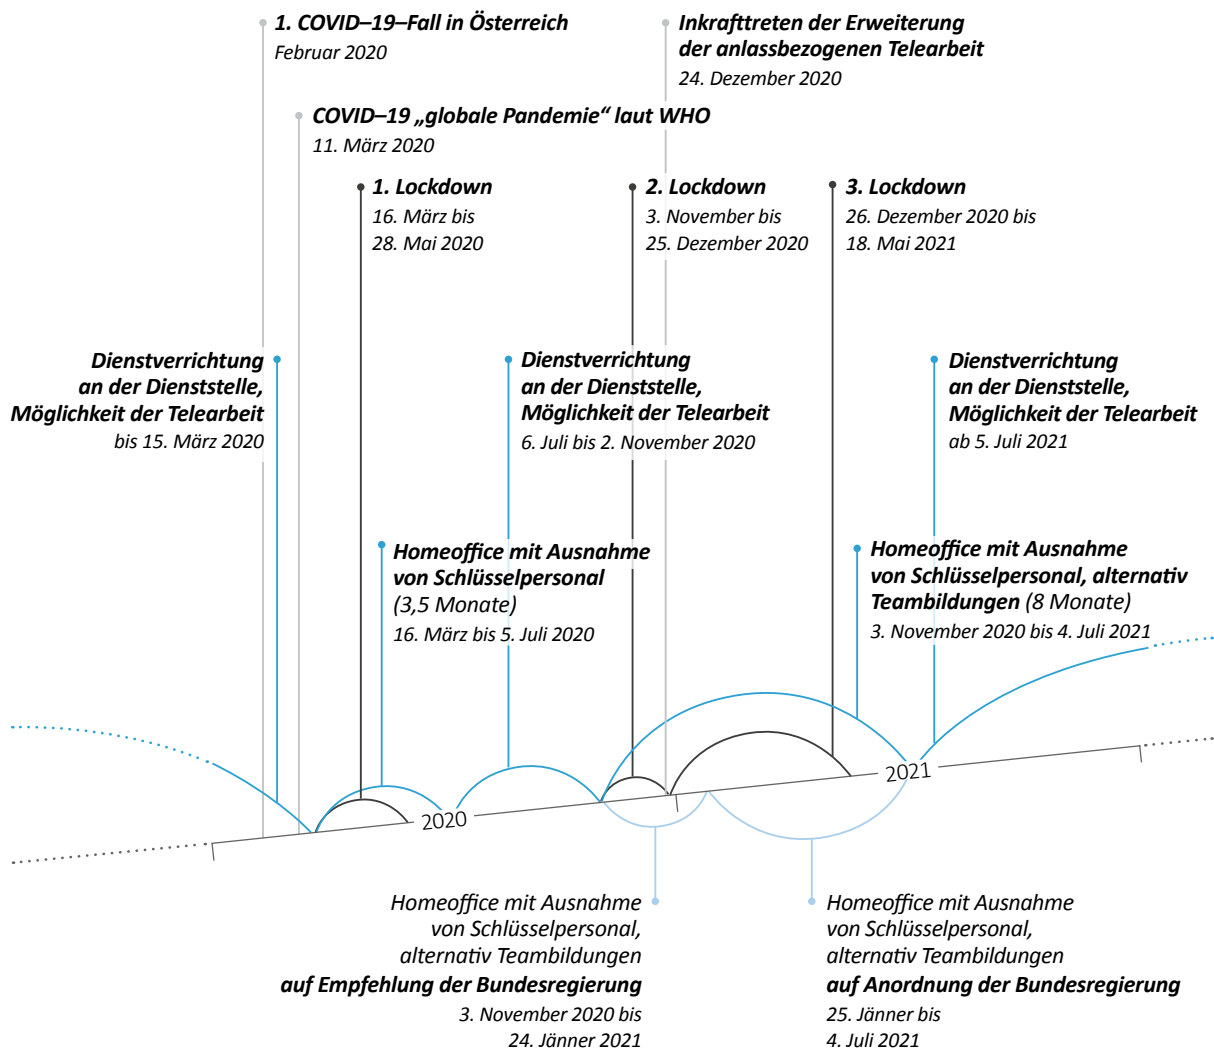 1. COVID–19–Fall in Österreich
Februar 2020
Inkrafttreten der Erweiterung
der anlassbezogenen Telearbeit
24. Dezember 2020
COVID–19 „globale Pandemie“ laut WHO
11. März 2020
1. Lockdown
16. März bis
28. Mai 2020
2. Lockdown
3. November bis
25. Dezember 2020
3. Lockdown
26. Dezember 2020 bis
18. Mai 2021
Dienstverrichtung
an der Dienststelle,
Möglichkeit der Telearbeit
bis 15. März 2020
Dienstverrichtung
an der Dienststelle,
Möglichkeit der Telearbeit
6. Juli bis 2. November 2020
Dienstverrichtung
an der Dienststelle,
Möglichkeit der Telearbeit
ab 5. Juli 2021
Homeoffice mit Ausnahme
von Schlüsselpersonal
(3,5 Monate)
16. März bis 5. Juli 2020
Homeoffice mit Ausnahme
von Schlüsselpersonal, alternativ
Teambildungen (8 Monate)
3. November 2020 bis 4. Juli 2021
2020
2021
Homeoffice mit Ausnahme
von Schlüsselpersonal,
alternativ Teambildungen
auf Empfehlung der Bundesregierung
3. November 2020 bis
24. Jänner 2021
Homeoffice mit Ausnahme
von Schlüsselpersonal,
alternativ Teambildungen
auf Anordnung der Bundesregierung
25. Jänner bis
4. Juli 2021